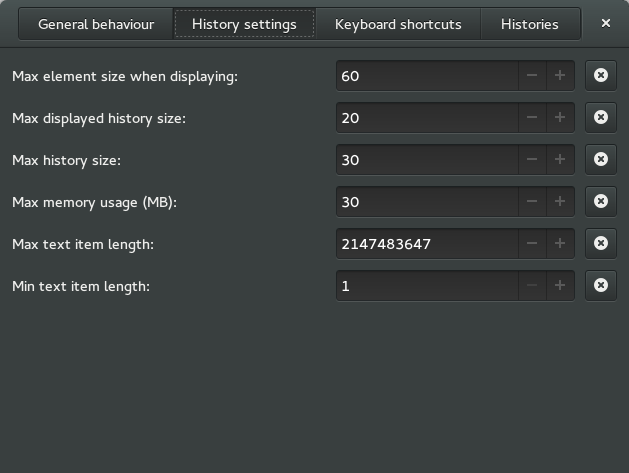 General behaviour History settings Keyboard shortcuts Histories
Max element size when displaying: 60
Max displayed history size: 20
Max history size: 30
Max memory usage (MB): 30
Max text item length: 2147483647
Min text item length: 1